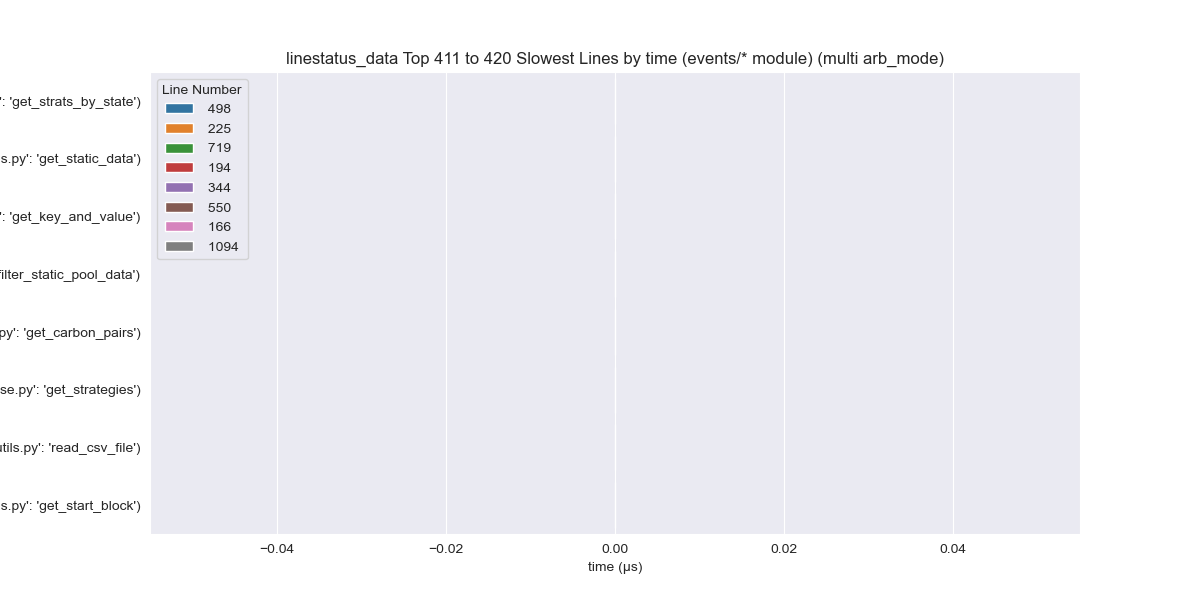 linestatus_data Top 411 to 420 Slowest Lines by time (events/* module) (multi arb_mode)
Line Number
498
225
719
194
344
550
166
1094
': 'get_strats_by_state')
s.py': 'get_static_data')
': 'get_key_and_value')
ilter_static_pool_data')
py': 'get_carbon_pairs')
se.py': 'get_strategies')
utils.py': 'read_csv_file')
s.py': 'get_start_block')
−0.04 −0.02 0.00 0.02 0.04
time (µs)